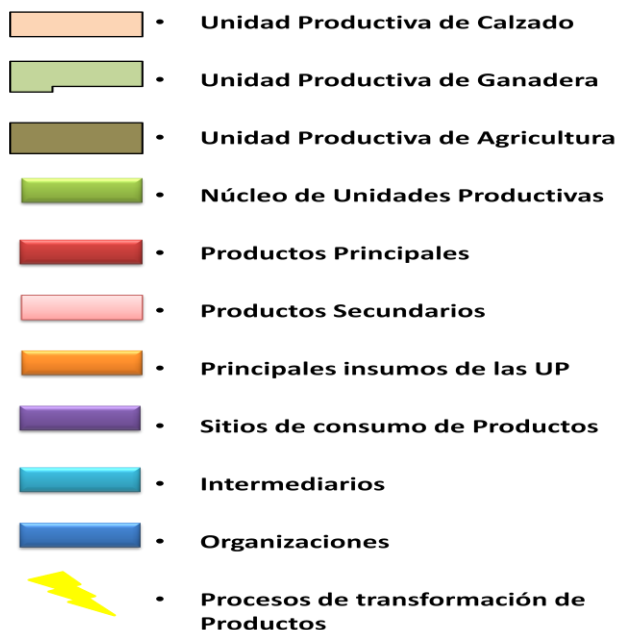 • Unidad Productiva de Calzado
• Unidad Productiva de Ganadera
• Unidad Productiva de Agricultura
• Núcleo de Unidades Productivas
• Productos Principales
• Productos Secundarios
• Principales insumos de las UP
• Sitios de consumo de Productos
• Intermediarios
• Organizaciones
• Procesos de transformación de
Productos